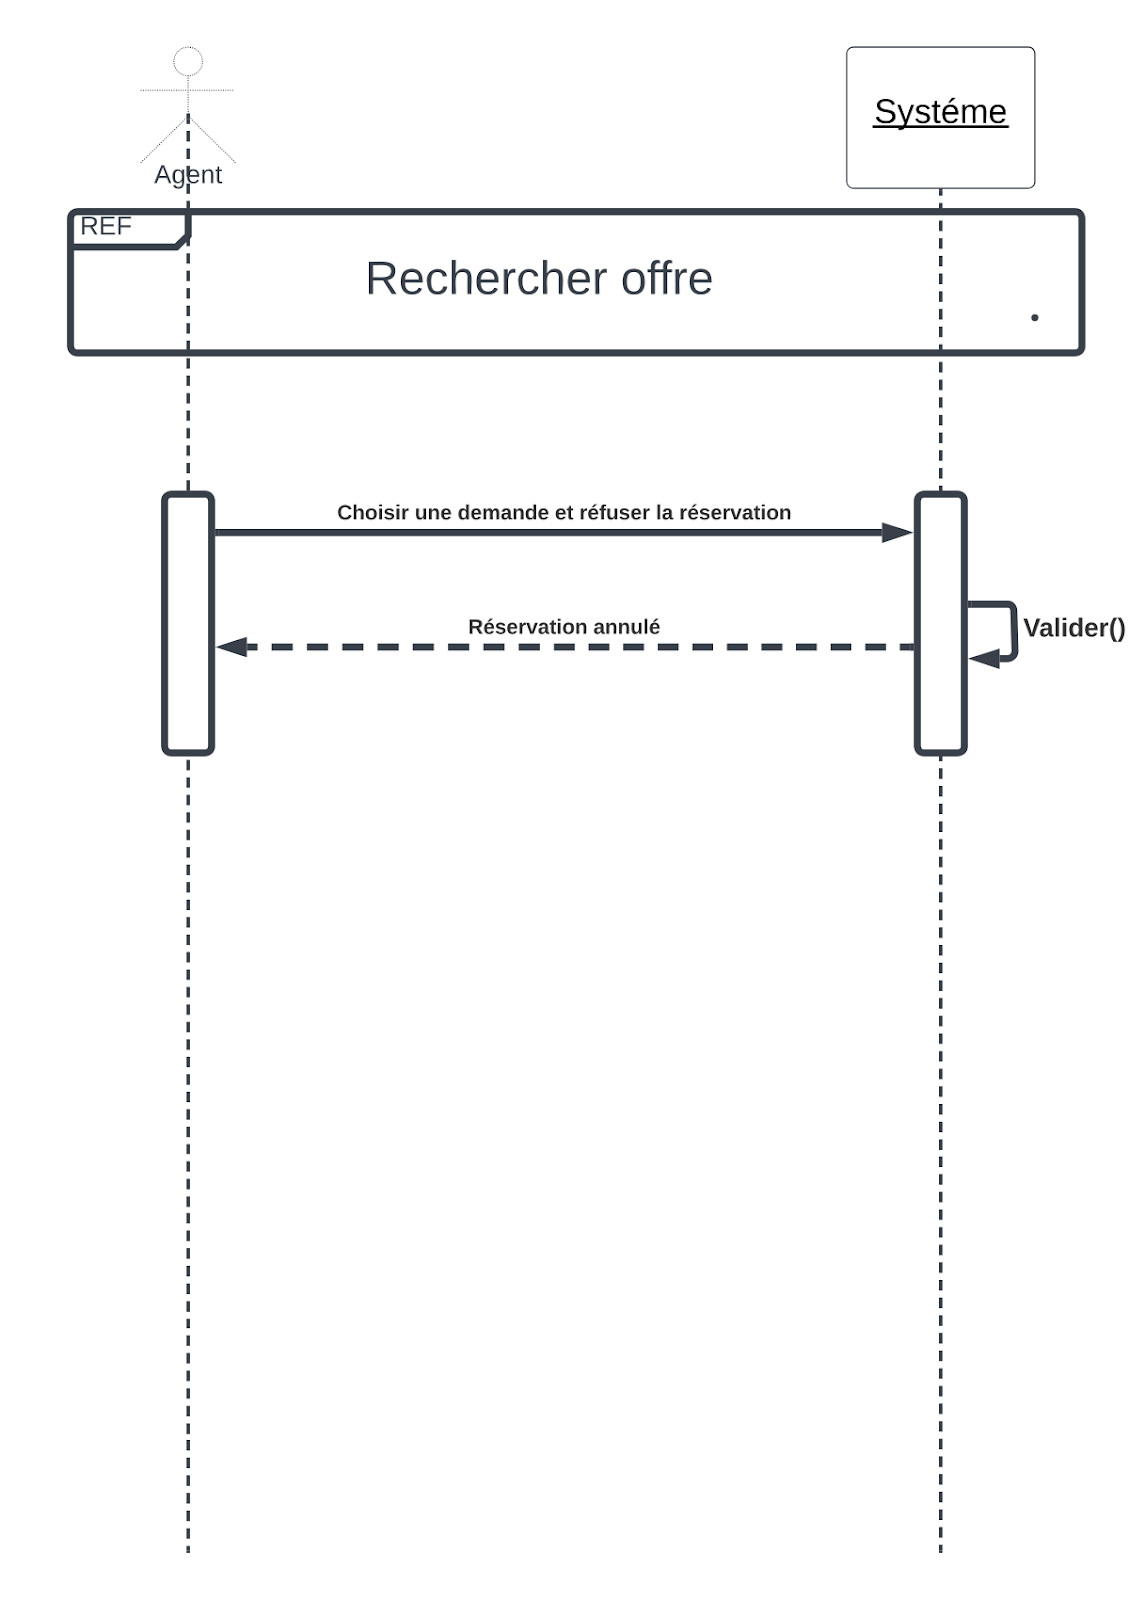 Agent
Systéme
REF
Rechercher offre
Choisir une demande et réfuser la réservation
Réservation annulé
Valider()